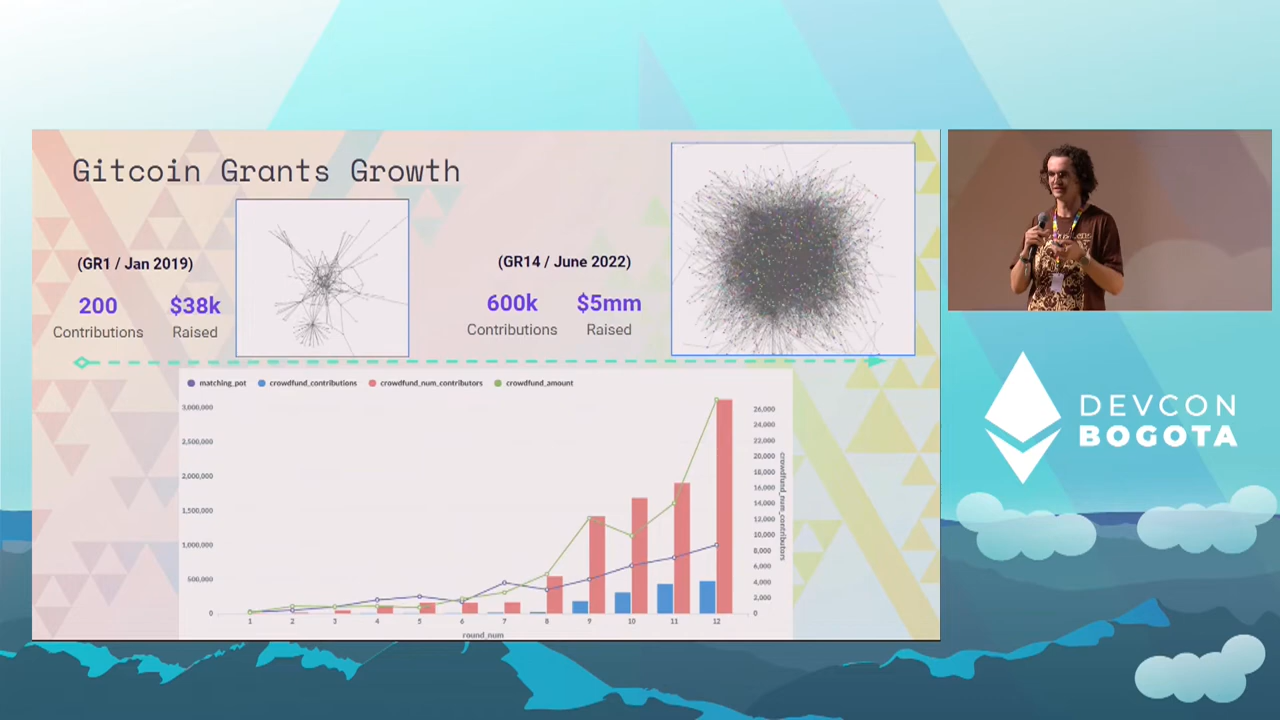 Gitcoin Grants Growth
(GR1 / Jan 2019)
200
$38k
Contributions
Raised
(GR14 / June 2022)
600k
$5mm
Contributions
Raised
matching_pot
crowdfund_contributions
crowdfund_num_contributors
crowdfund_amount
3,000,000
2,500,000
2,000,000
1,500,000
1,000,000
500,000
0
26,000
24,000
22,000
20,000
18,000
16,000
14,000
12,000
10,000
8,000
6,000
4,000
2,000
0
crowdfund_num_contributors
1 2 3 4 5 6 7 8 9 10 11 12
round_num
DEVCON
BOGOTA